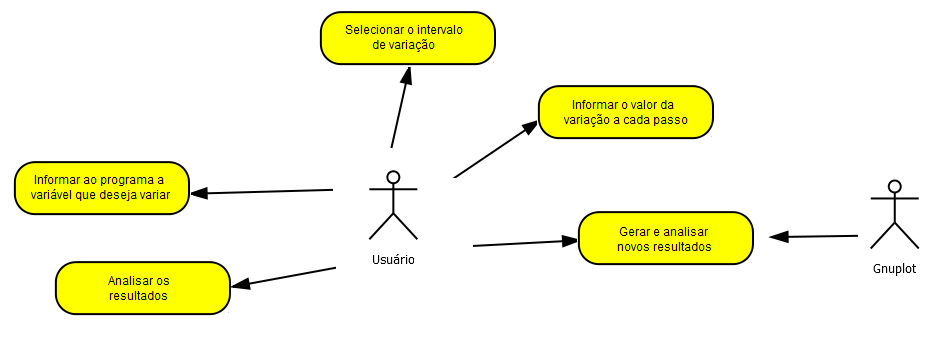 Selecionar o intervalo
de variação
Informar o valor da
variação a cada passo
Informar ao programa a
variável que deseja variar
Gerar e analisar
novos resultados
Usuário
Gnuplot
Analisar os
resultados